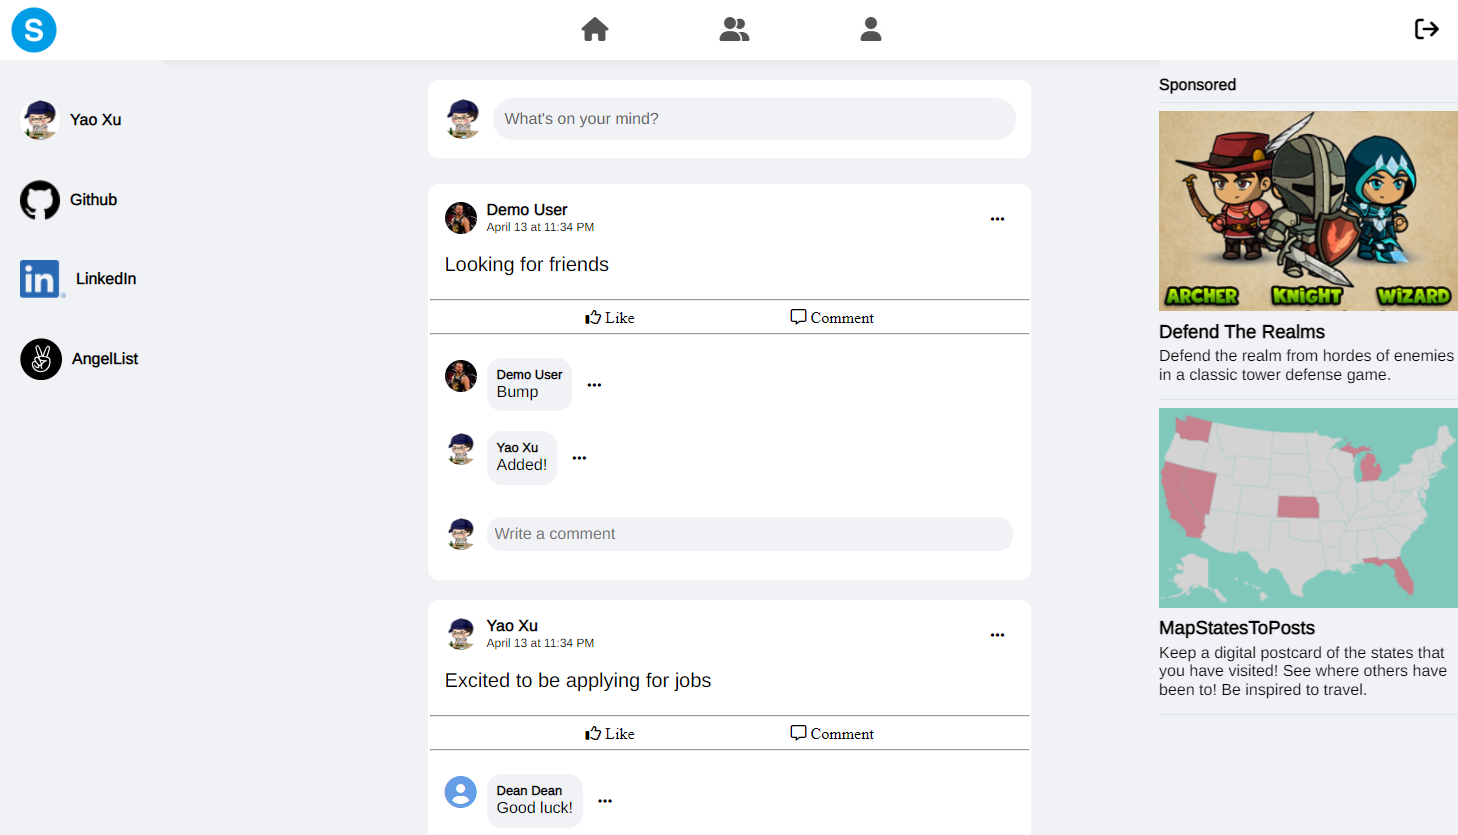 S
Yao Xu
Github
in
LinkedIn
AngelList
What's on your mind?
Demo User
April 13 at 11:34 PM
Looking for friends
Like Comment
Demo User
Bump
Yao Xu
Added!
Write a comment
Yao Xu
April 13 at 11:34 PM
Excited to be applying for jobs
Like Comment
Dean Dean
Good luck!
Sponsored
ARCHER KNIGHT WIZARD
Defend The Realms
Defend the realm from hordes of enemies
in a classic tower defense game.
MapStatesToPosts
Keep a digital postcard of the states that
you have visited! See where others have
been to! Be inspired to travel.